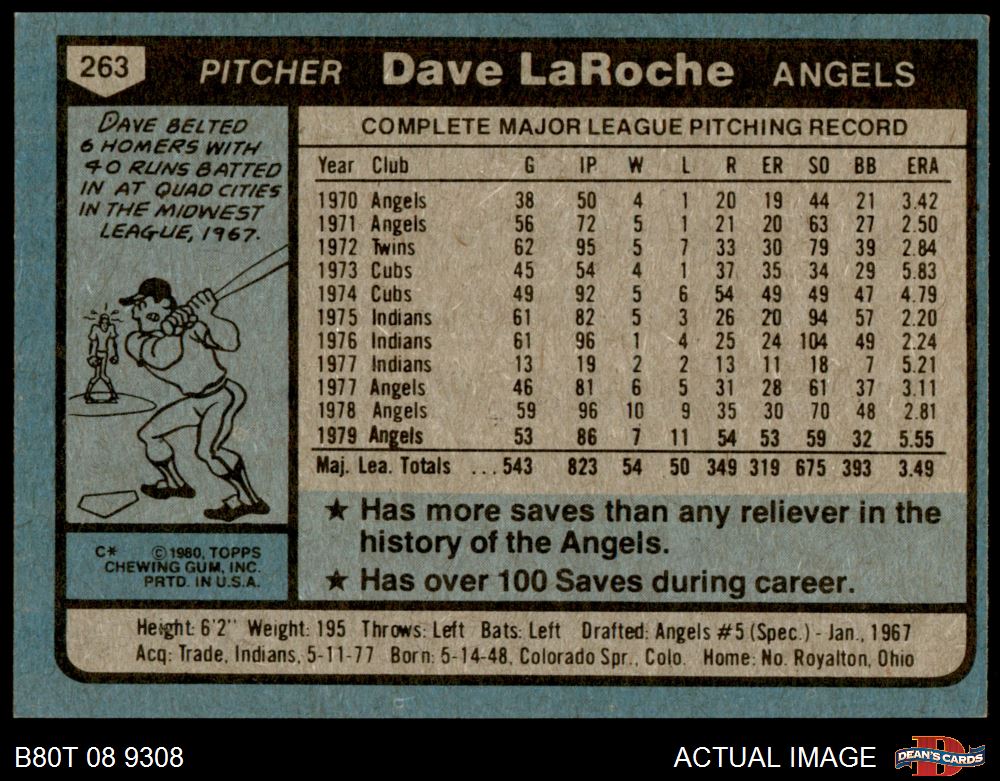 263 PITCHER Dave LaRoche ANGELS
DAVE BELTED
6 HOMERS WITH
40 RUNS BATTED
IN AT QUAD CITIES
IN THE MIDWEST
LEAGUE, 1967.
C* © 1980, TOPPS
CHEWING GUM, INC.
PRTD. IN U.S.A.
COMPLETE MAJOR LEAGUE PITCHING RECORD
Year Club G IP W L R ER SO BB ERA
1970 Angels 38 50 4 1 20 19 44 21 3.42
1971 Angels 56 72 5 1 21 20 63 27 2.50
1972 Twins 62 95 5 7 33 30 79 39 2.84
1973 Cubs 45 54 4 1 37 35 34 29 5.83
1974 Cubs 49 92 5 6 54 49 49 47 4.79
1975 Indians 61 82 5 3 26 20 94 57 2.20
1976 Indians 61 96 1 4 25 24 104 49 2.24
1977 Indians 13 19 2 2 13 11 18 7 5.21
1977 Angels 46 81 6 5 31 28 61 37 3.11
1978 Angels 59 96 10 9 35 30 70 48 2.81
1979 Angels 53 86 7 11 54 53 59 32 5.55
Maj. Lea. Totals ...543 823 54 50 349 319 675 393 3.49
★ Has more saves than any reliever in the
history of the Angels.
★ Has over 100 Saves during career.
Height: 6'2" Weight: 195 Throws: Left Bats: Left Drafted: Angels #5 (Spec.) - Jan., 1967
Acq: Trade, Indians, 5-11-77 Born: 5-14-48, Colorado Spr., Colo. Home: No. Royalton, Ohio
B80T 08 9308 ACTUAL IMAGE D DEAN'S CARDS